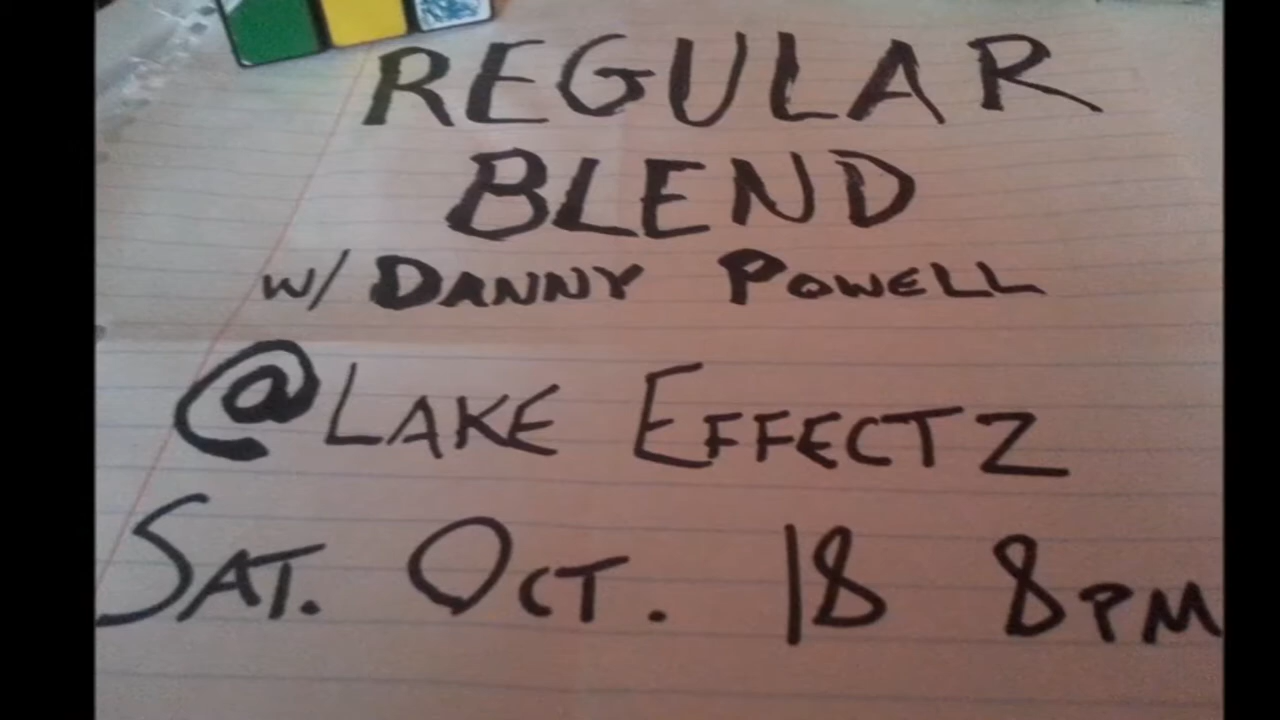 REGULAR
BLEND
w/ DANNY POWELL
@LAKE EFFECTZ
SAT. OCT. 18 8PM